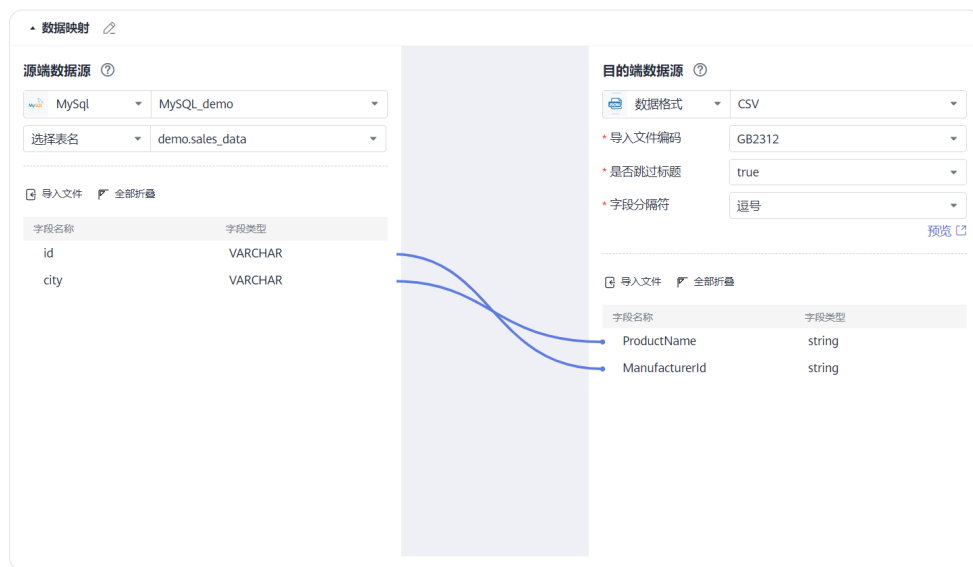 数据映射
源端数据源
MySql MySQL_demo
选择表名 demo.sales_data
导入文件 全部折叠
字段名称 字段类型
id VARCHAR
city VARCHAR
目的端数据源
数据格式 CSV
* 导入文件编码 GB2312
* 是否跳过标题 true
* 字段分隔符 逗号
预览
导入文件 全部折叠
字段名称 字段类型
ProductName string
ManufacturerId string